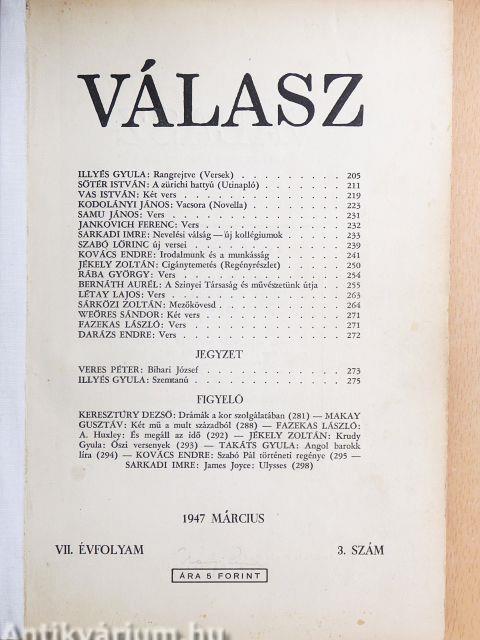 VÁLASZ
ILLYÉS GYULA: Rangrejtve (Versek) . . . . . . . . . 205
SŐTÉR ISTVÁN: A zürichi hattyú (Utinapló) . . . . . . . 211
VAS ISTVÁN: Két vers . . . . . . . . . . . . . 219
KODOLÁNYI JÁNOS: Vacsora (Novella) . . . . . . . . 223
SAMU JÁNOS: Vers . . . . . . . . . . . . . . 231
JANKOVICH FERENC: Vers . . . . . . . . . . . . 232
SARKADI IMRE: Nevelési válság — új kollégiumok . . . . . 233
SZABÓ LŐRINC új versei . . . . . . . . . . . . 239
KOVÁCS ENDRE: Irodalmunk és a munkásság . . . . . . 241
JÉKELY ZOLTÁN: Cigánytemetés (Regényrészlet) . . . . . 250
RÁBA GYÖRGY: Vers . . . . . . . . . . . . . 254
BERNÁTH AURÉL: A Szinyei Társaság és művészetünk útja . . 255
LÉTAY LAJOS: Vers . . . . . . . . . . . . . . 263
SÁRKÖZI ZOLTÁN: Mezőkövesd . . . . . . . . . . 264
WEÖRES SÁNDOR: Két vers . . . . . . . . . . . 271
FAZEKAS LÁSZLÓ: Vers . . . . . . . . . . . . 271
DARÁZS ENDRE: Vers . . . . . . . . . . . . . 272
JEGYZET
VERES PÉTER: Bihari József . . . . . . . . . . . 273
ILLYÉS GYULA: Szemtanú . . . . . . . . . . . . 275
FIGYELŐ
KERESZTÚRY DEZSŐ: Drámák a kor szolgálatában (281) — MAKAY
GUSZTÁV: Két mű a mult századból (288) — FAZEKAS LÁSZLÓ:
A. Huxley: És megáll az idő (292) — JÉKELY ZOLTÁN: Krudy
Gyula: Őszi versenyek (293) — TAKÁTS GYULA: Angol barokk
líra (294) — KOVÁCS ENDRE: Szabó Pál történeti regénye (295 —
— SARKADI IMRE: James Joyce: Ulysses (298)
1947 MÁRCIUS
VII. ÉVFOLYAM 3. SZÁM
ÁRA 5 FORINT
Antikvárium.hu